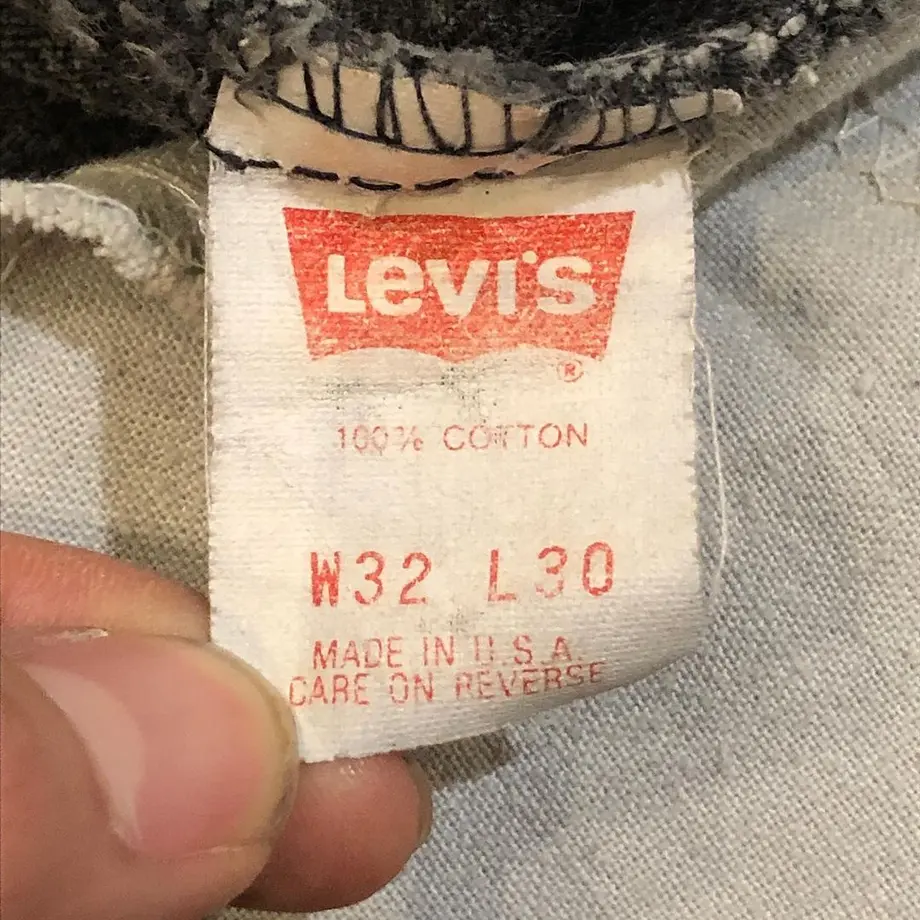 Levi's
®
100% COTTON
W32 L30
MADE IN U.S.A.
CARE ON REVERSE